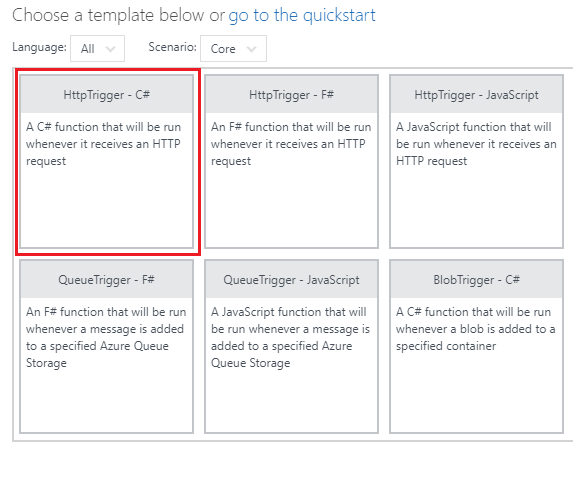 Choose a template below or go to the quickstart
Language: All Scenario: Core
HttpTrigger - C#
A C# function that will be run
whenever it receives an HTTP
request
HttpTrigger - F#
An F# function that will be run
whenever it receives an HTTP
request
HttpTrigger - JavaScript
A JavaScript function that will
be run whenever it receives an
HTTP request
QueueTrigger - F#
An F# function that will be run
whenever a message is added
to a specified Azure Queue
Storage
QueueTrigger - JavaScript
A JavaScript function that will
be run whenever a message is
added to a specified Azure
Queue Storage
BlobTrigger - C#
A C# function that will be run
whenever a blob is added to a
specified container